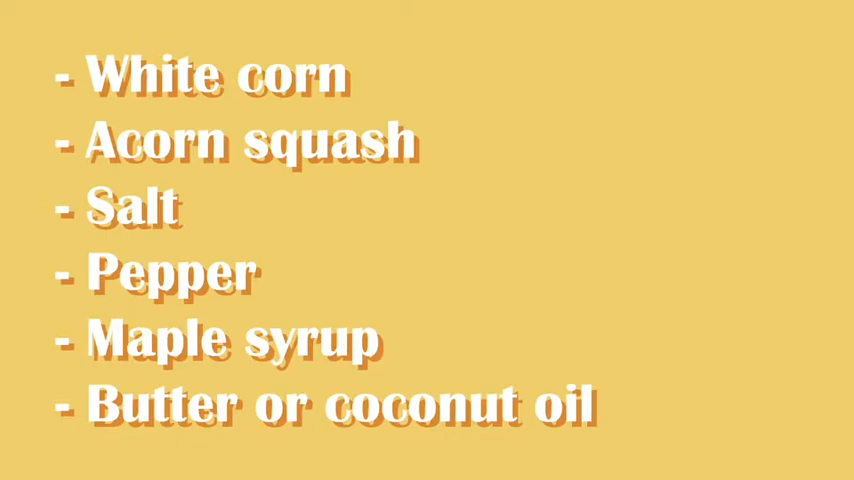 - White corn
- Acorn squash
- Salt
- Pepper
- Maple syrup
- Butter or coconut oil